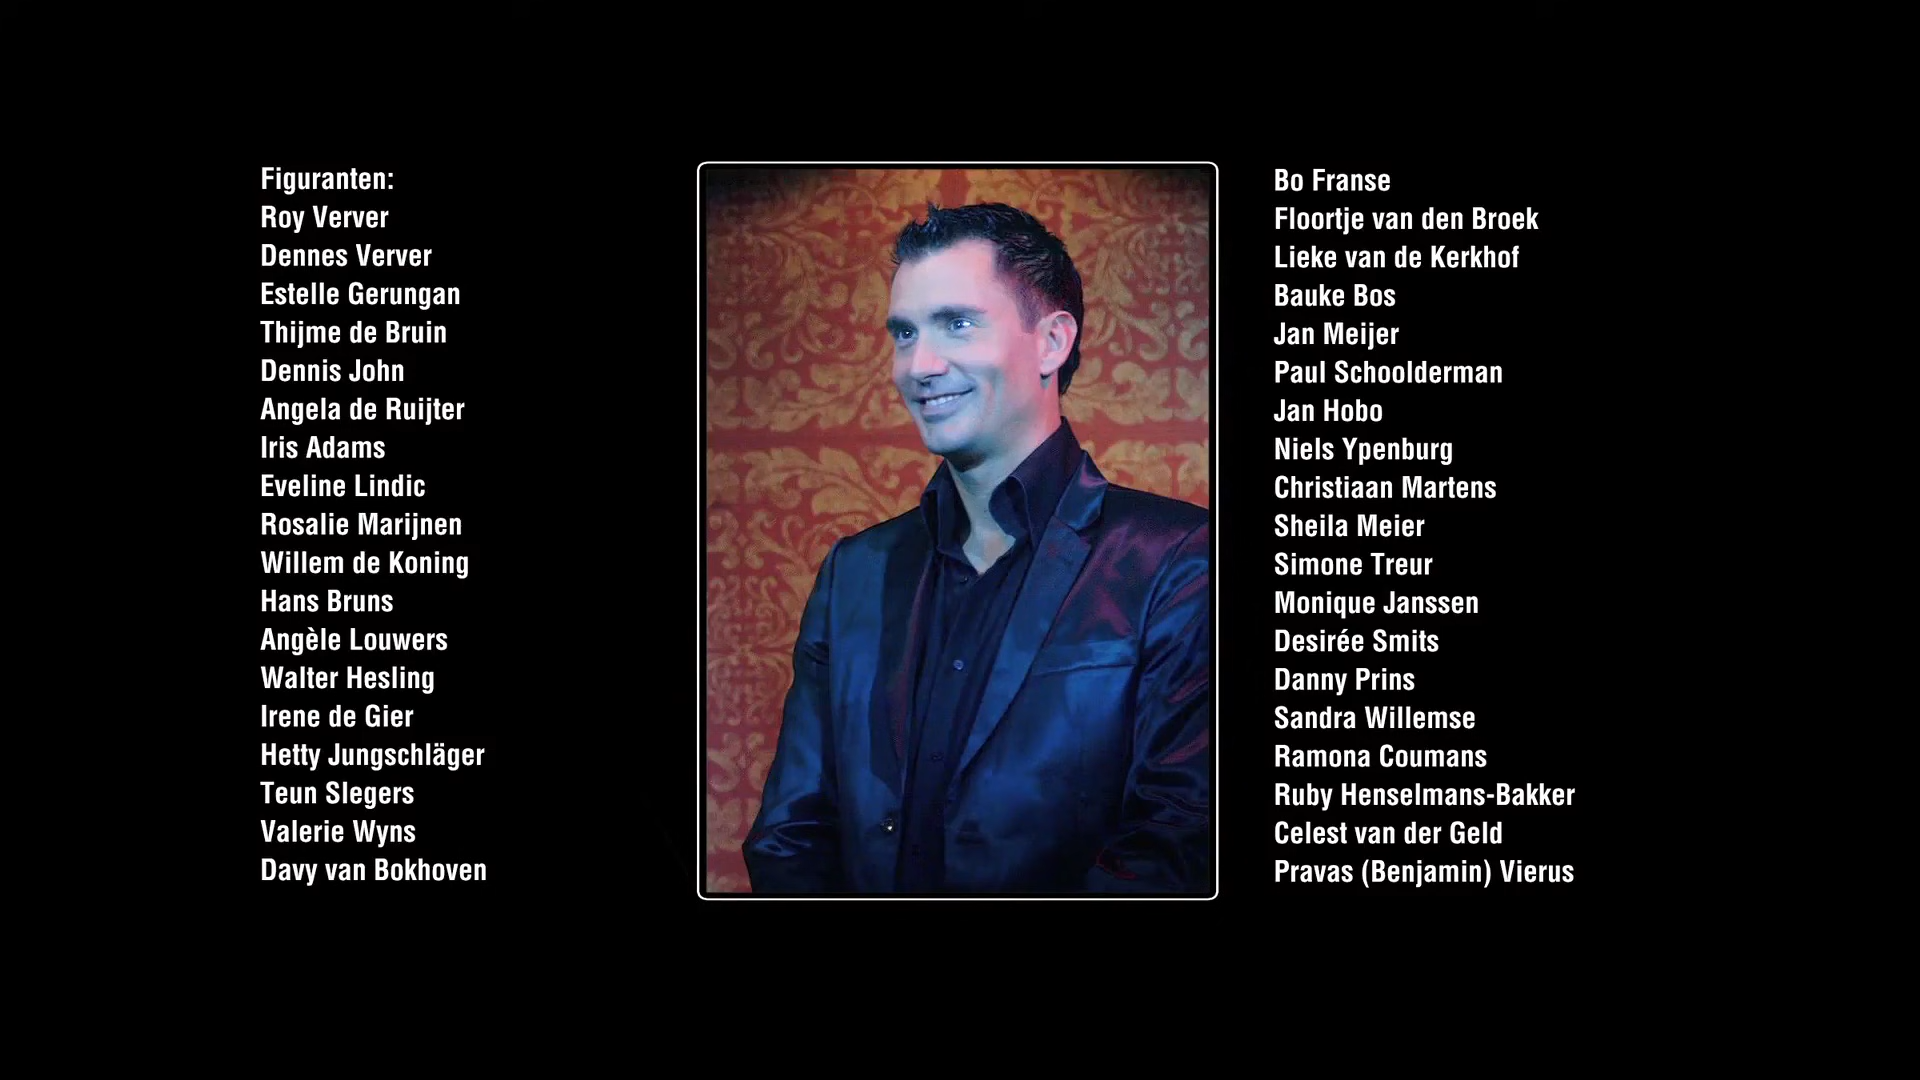 Figuranten:
Roy Verver
Dennes Verver
Estelle Gerungan
Thijme de Bruin
Dennis John
Angela de Ruijter
Iris Adams
Eveline Lindic
Rosalie Marijnen
Willem de Koning
Hans Bruns
Angèle Louwers
Walter Hesling
Irene de Gier
Hetty Jungschläger
Teun Slegers
Valerie Wyns
Davy van Bokhoven
Bo Franse
Floortje van den Broek
Lieke van de Kerkhof
Bauke Bos
Jan Meijer
Paul Schoolderman
Jan Hobo
Niels Ypenburg
Christiaan Martens
Sheila Meier
Simone Treur
Monique Janssen
Desirée Smits
Danny Prins
Sandra Willemse
Ramona Coumans
Ruby Henselmans-Bakker
Celest van der Geld
Pravas (Benjamin) Vierus